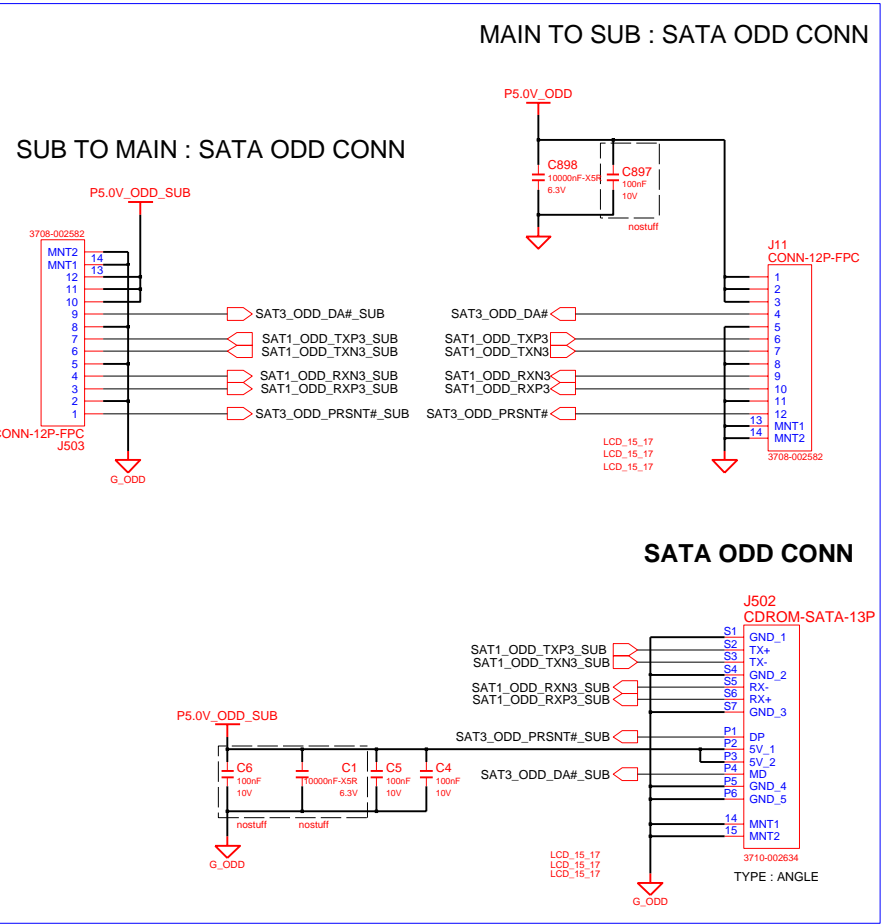 MAIN TO SUB : SATA ODD CONN
P5.0V_ODD
C898
10000nF-X5R
6.3V
C897
100nF
10V
nostuff
J11
CONN-12P-FPC
1
2
3
SAT3_ODD_DA# 4
5
SAT1_ODD_TXP3 6
SAT1_ODD_TXN3 7
8
SAT1_ODD_RXN3 9
SAT1_ODD_RXP3 10
11
SAT3_ODD_PRSNT# 12
13 MNT1
14 MNT2
3708-002582
LCD_15_17
LCD_15_17
LCD_15_17
SUB TO MAIN : SATA ODD CONN
P5.0V_ODD_SUB
3708-002582
MNT2 14
MNT1 13
12
11
10
9 SAT3_ODD_DA#_SUB
8
7 SAT1_ODD_TXP3_SUB
6 SAT1_ODD_TXN3_SUB
5
4 SAT1_ODD_RXN3_SUB
3 SAT1_ODD_RXP3_SUB
2
1 SAT3_ODD_PRSNT#_SUB
CONN-12P-FPC
J503
G_ODD
SATA ODD CONN
J502
CDROM-SATA-13P
S1 GND_1
SAT1_ODD_TXP3_SUB S2 TX+
SAT1_ODD_TXN3_SUB S3 TX-
S4 GND_2
SAT1_ODD_RXN3_SUB S5 RX-
SAT1_ODD_RXP3_SUB S6 RX+
S7 GND_3
SAT3_ODD_PRSNT#_SUB P1 DP
P2 5V_1
P3 5V_2
SAT3_ODD_DA#_SUB P4 MD
P5 GND_4
P6 GND_5
14 MNT1
15 MNT2
3710-002634
TYPE : ANGLE
P5.0V_ODD_SUB
C6
100nF
10V
C1
10000nF-X5R
6.3V
C5
100nF
10V
C4
100nF
10V
nostuff
nostuff
G_ODD
LCD_15_17
LCD_15_17
LCD_15_17
G_ODD